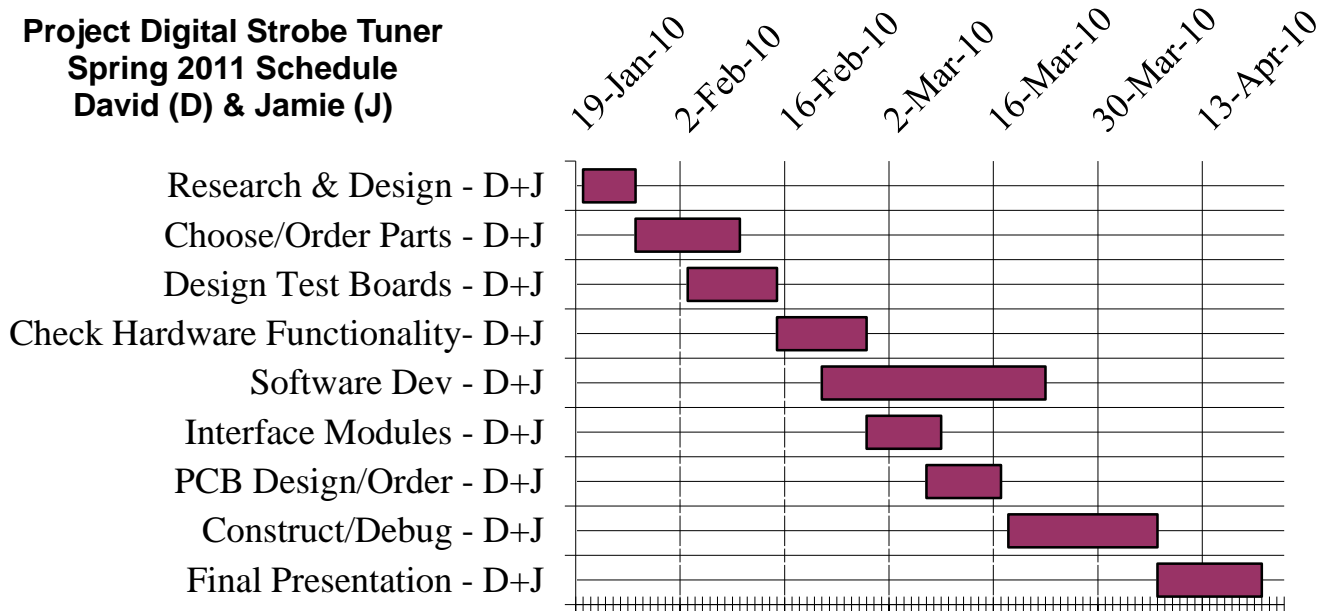 Project Digital Strobe Tuner
Spring 2011 Schedule
David (D) & Jamie (J)
19-Jan-10
2-Feb-10
16-Feb-10
2-Mar-10
16-Mar-10
30-Mar-10
13-Apr-10
Research & Design - D+J
Choose/Order Parts - D+J
Design Test Boards - D+J
Check Hardware Functionality- D+J
Software Dev - D+J
Interface Modules - D+J
PCB Design/Order - D+J
Construct/Debug - D+J
Final Presentation - D+J